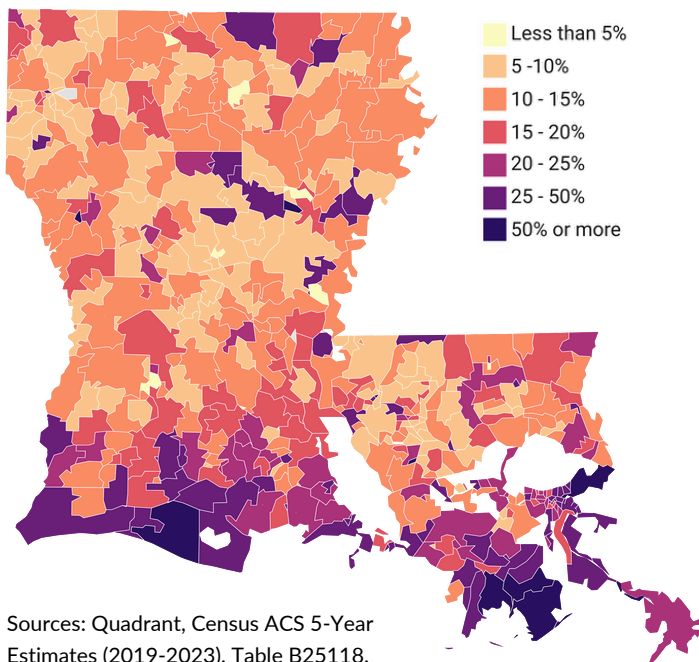 Less than 5%
5 -10%
10 - 15%
15 - 20%
20 - 25%
25 - 50%
50% or more
Sources: Quadrant, Census ACS 5-Year
Estimates (2019-2023). Table B25118.